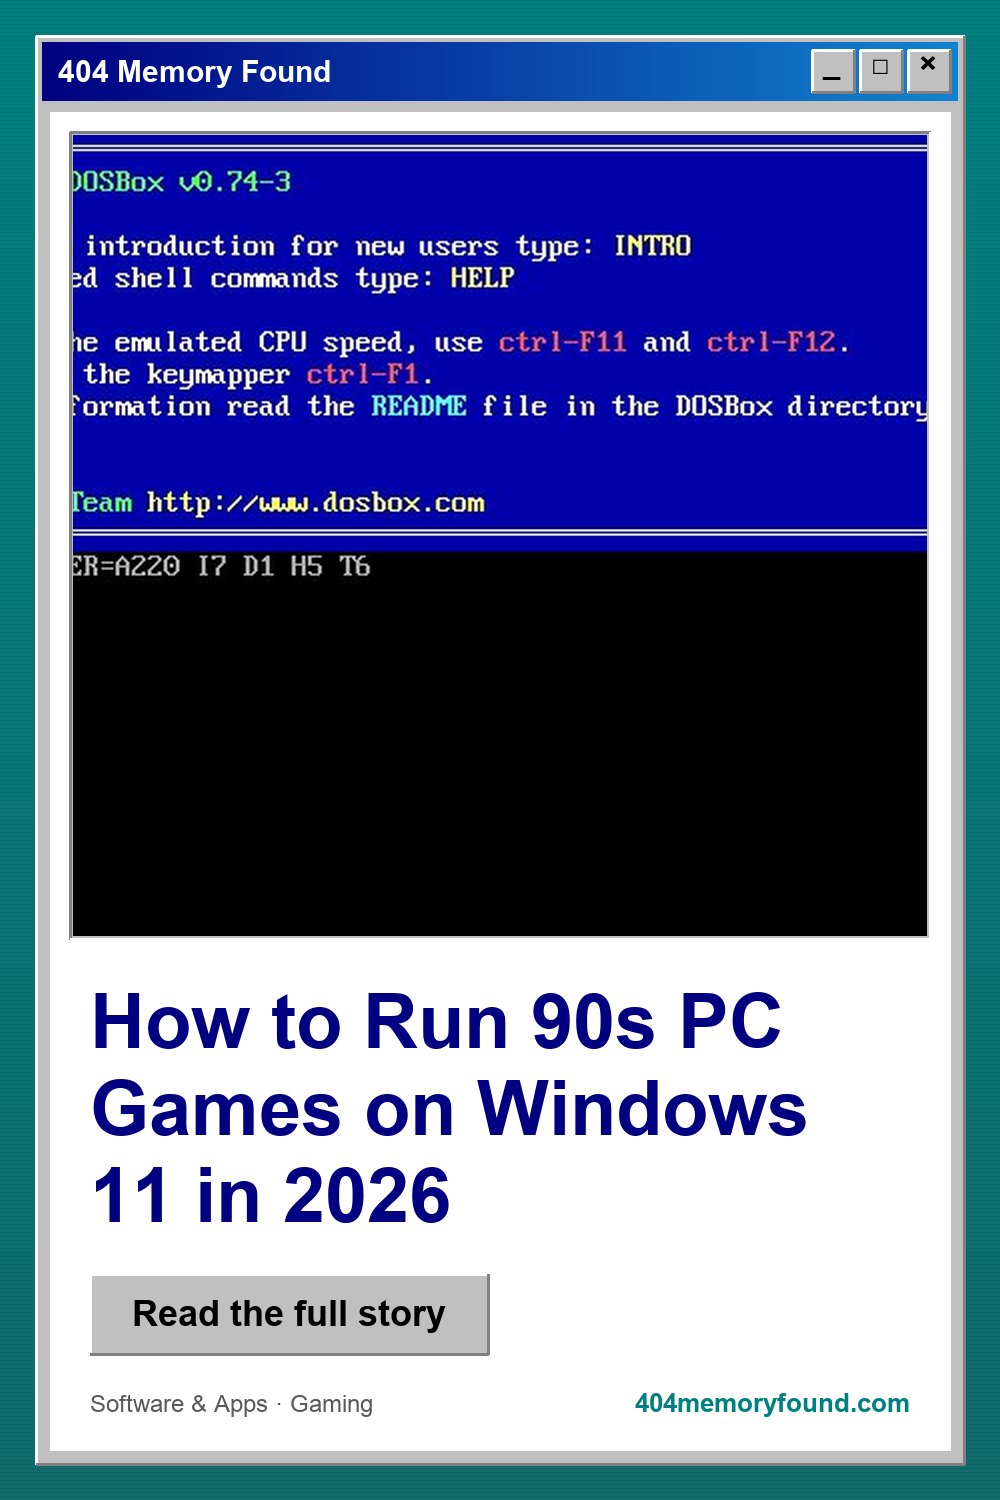 404 Memory Found
DOSBox v0.74-3
introduction for new users type: INTRO
ed shell commands type: HELP
he emulated CPU speed, use ctrl-F11 and ctrl-F12.
the keymapper ctrl-F1.
formation read the README file in the DOSBox directory
Team http://www.dosbox.com
ER=A220 I7 D1 H5 T6
How to Run 90s PC
Games on Windows
11 in 2026
Read the full story
Software & Apps · Gaming
404memoryfound.com